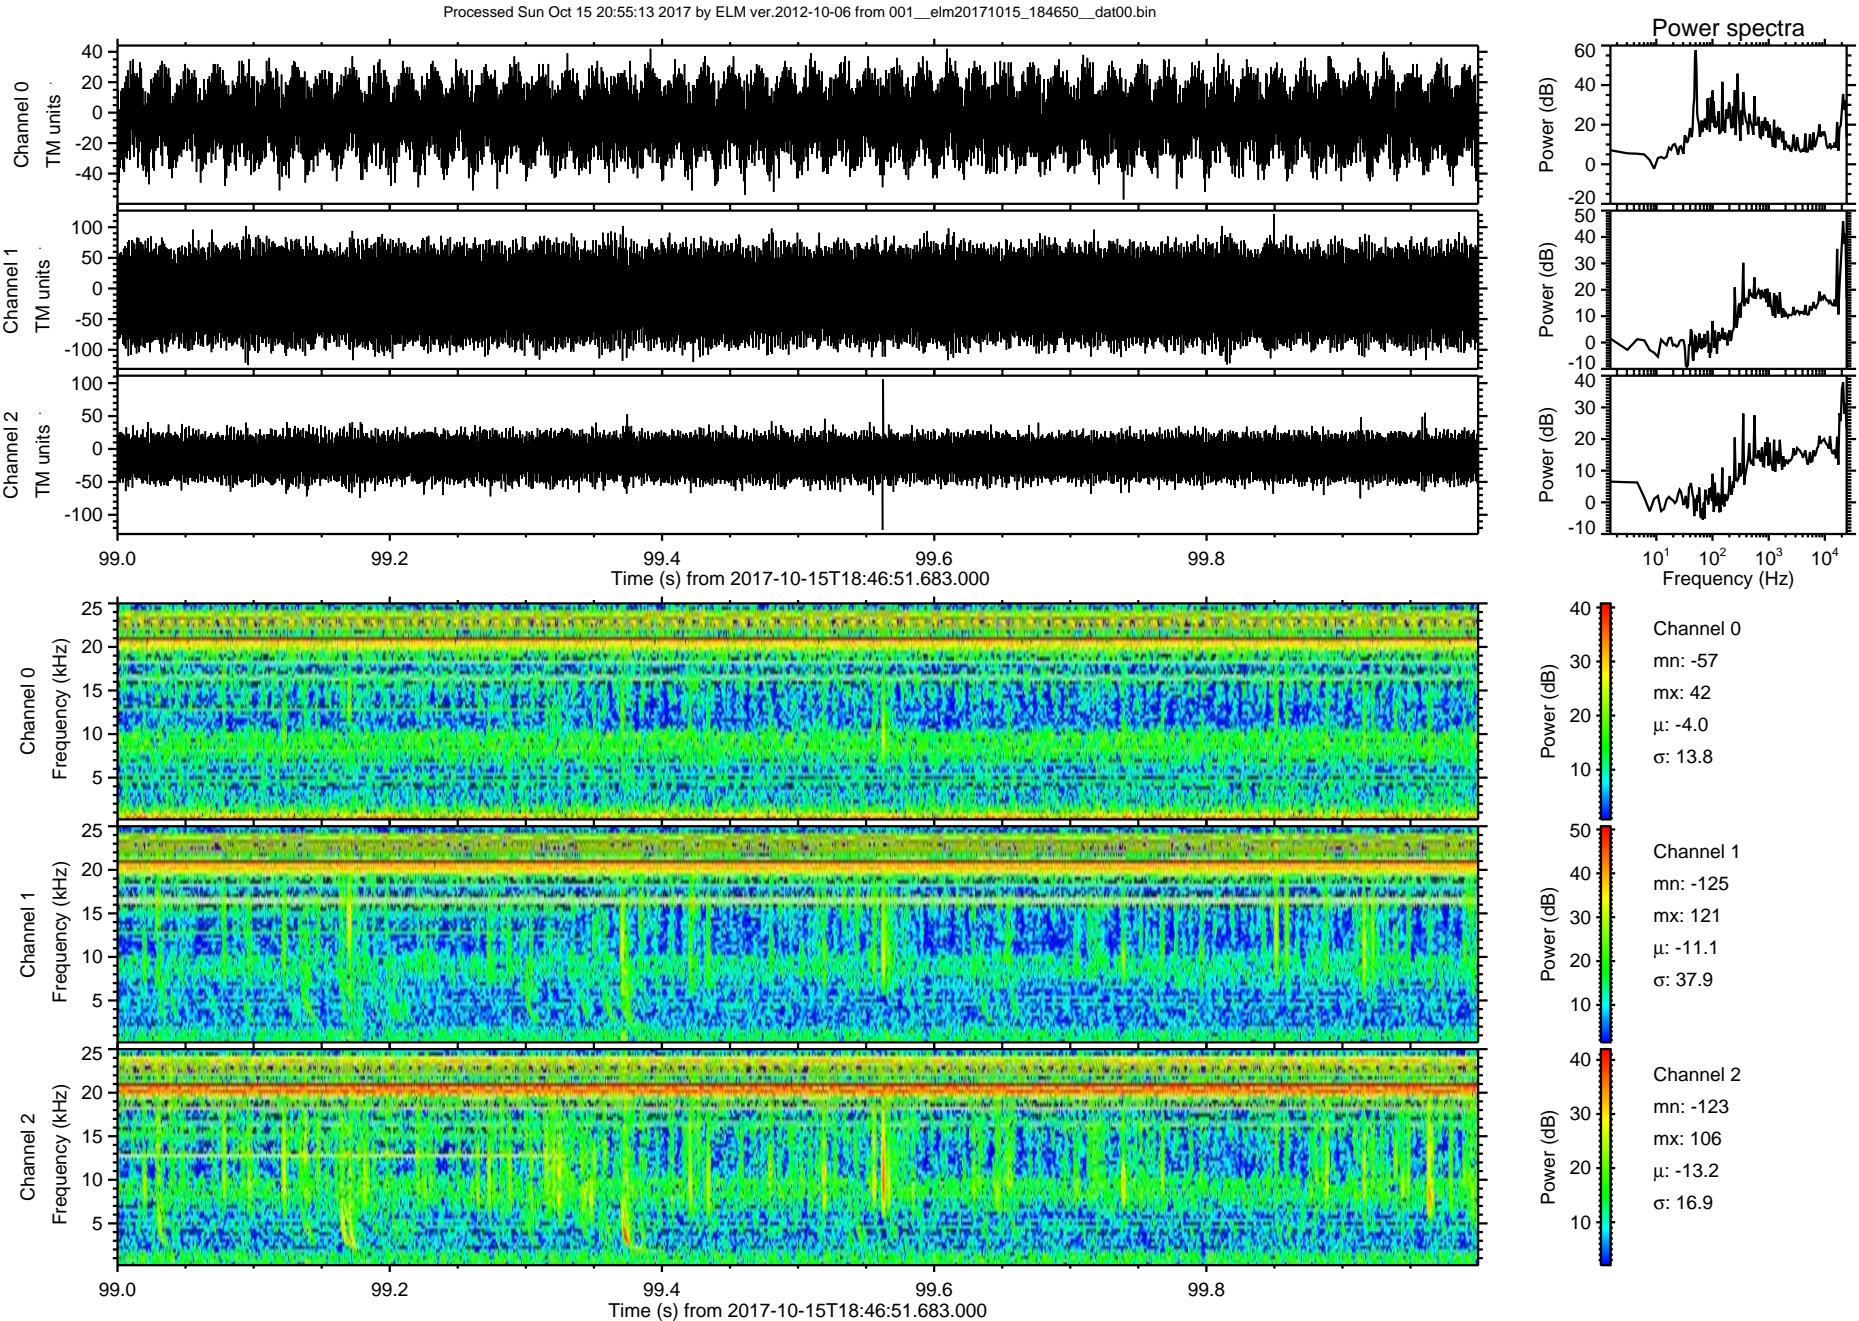 Processed Sun Oct 15 20:55:13 2017 by ELM ver.2012-10-06 from 001__elm20171015_184650__dat00.bin
Power spectra
Channel 0
TM units
40
20
0
-20
-40
Power (dB)
60
40
20
0
-20
Channel 1
TM units
100
50
0
-50
-100
Power (dB)
50
40
30
20
10
0
-10
Channel 2
TM units
100
50
0
-50
-100
Power (dB)
40
30
20
10
0
-10
99.0 99.2 99.4 99.6 99.8
Time (s) from 2017-10-15T18:46:51.683.000
10¹ 10² 10³ 10⁴
Frequency (Hz)
Channel 0
Frequency (kHz)
25
20
15
10
5
Power (dB)
40
30
20
10
Channel 0
mn: -57
mx: 42
μ: -4.0
σ: 13.8
Channel 1
Frequency (kHz)
25
20
15
10
5
Power (dB)
50
40
30
20
10
Channel 1
mn: -125
mx: 121
μ: -11.1
σ: 37.9
Channel 2
Frequency (kHz)
25
20
15
10
5
Power (dB)
40
30
20
10
Channel 2
mn: -123
mx: 106
μ: -13.2
σ: 16.9
99.0 99.2 99.4 99.6 99.8
Time (s) from 2017-10-15T18:46:51.683.000